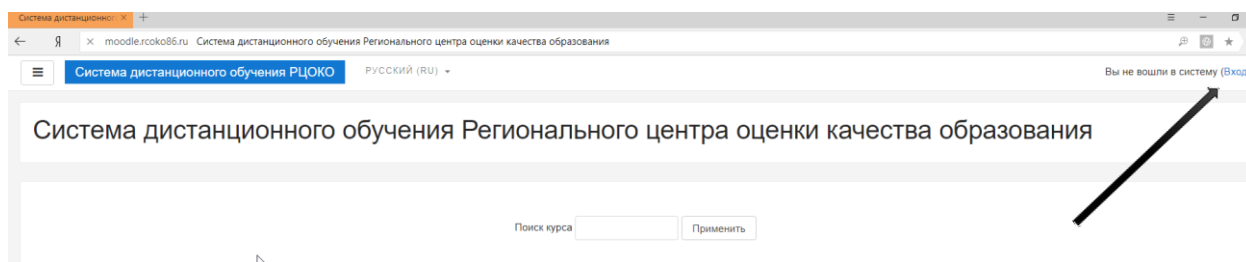 Система дистанционног
moodle.rcoko86.ru Система дистанционного обучения Регионального центра оценки качества образования
Система дистанционного обучения РЦОКО РУССКИЙ (RU) Вы не вошли в систему (Вход
Система дистанционного обучения Регионального центра оценки качества образования
Поиск курса Применить